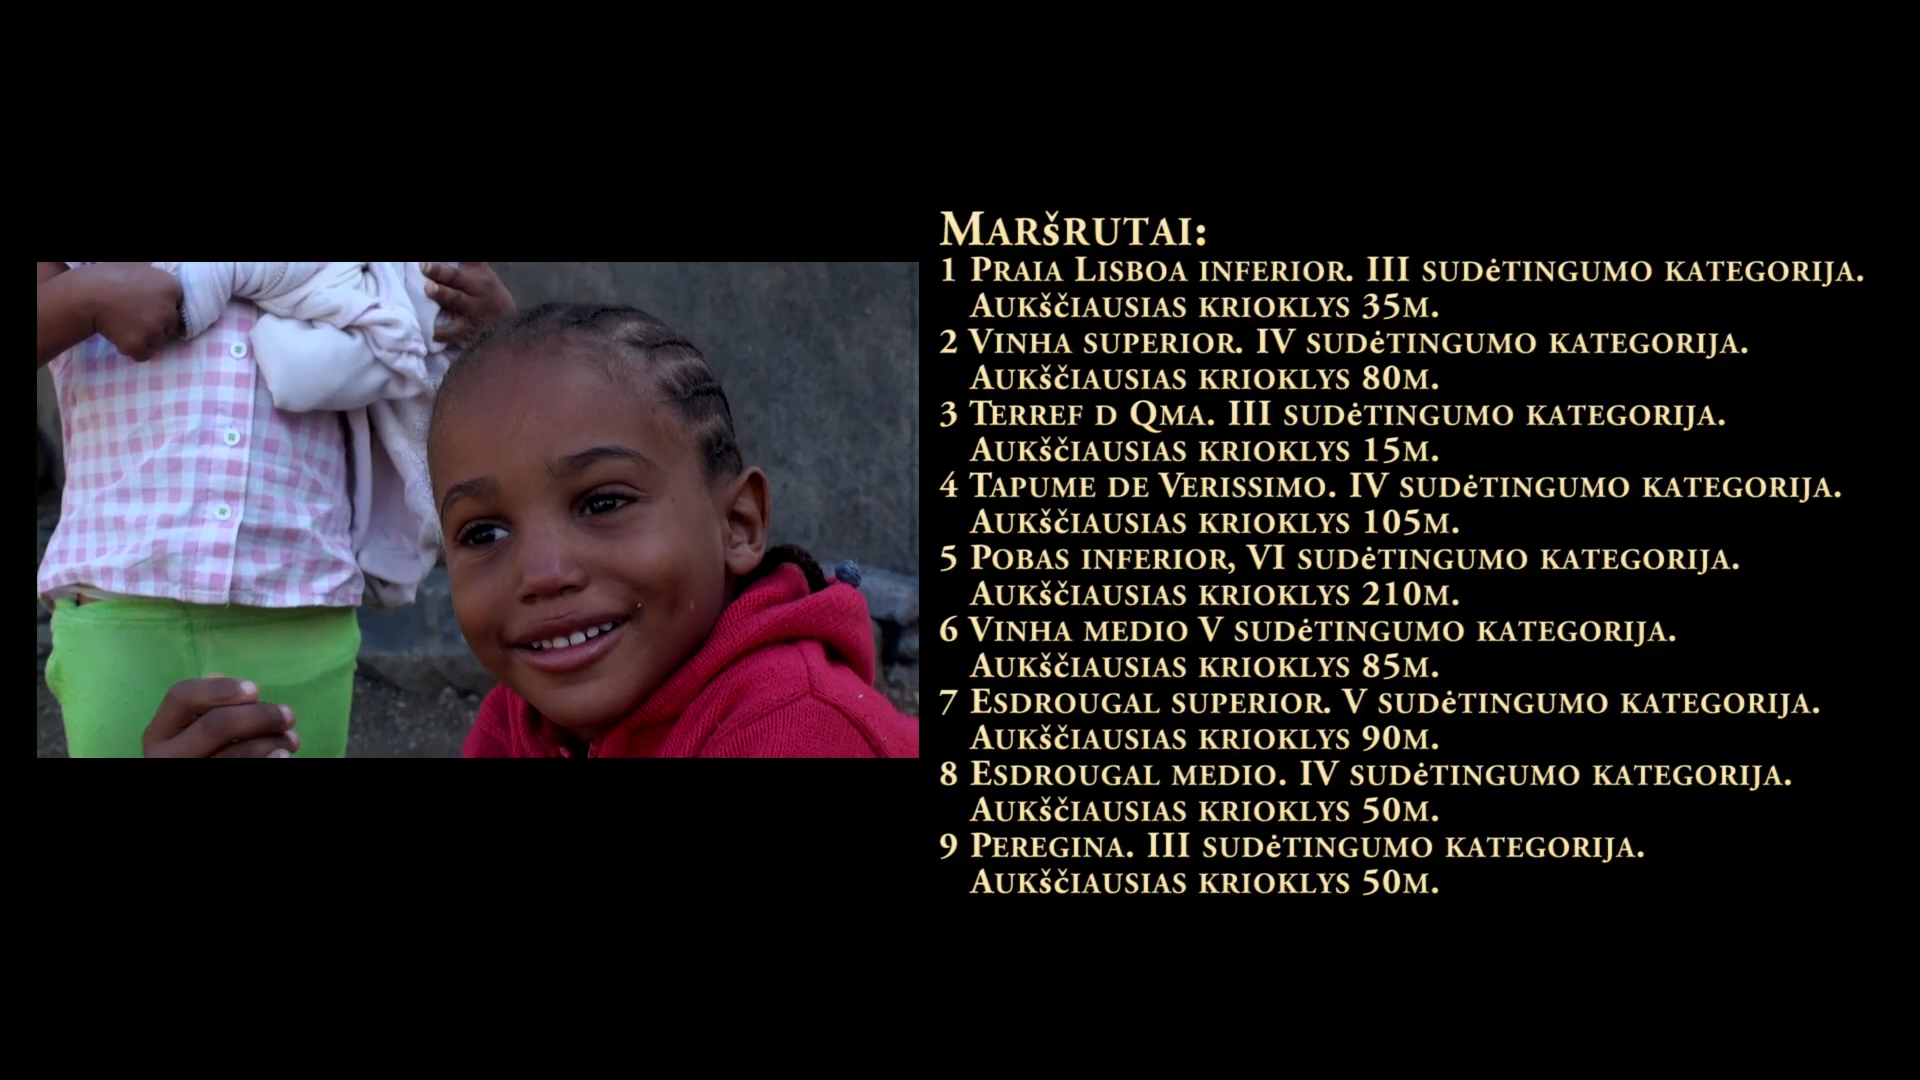 Maršrutai:
1 Praia Lisboa inferior. III sudėtingumo kategorija.
Aukščiausias krioklys 35m.
2 Vinha superior. IV sudėtingumo kategorija.
Aukščiausias krioklys 80m.
3 Terref d Qma. III sudėtingumo kategorija.
Aukščiausias krioklys 15m.
4 Tapume de Verissimo. IV sudėtingumo kategorija.
Aukščiausias krioklys 105m.
5 Pobas inferior, VI sudėtingumo kategorija.
Aukščiausias krioklys 210m.
6 Vinha medio V sudėtingumo kategorija.
Aukščiausias krioklys 85m.
7 Esdrougal superior. V sudėtingumo kategorija.
Aukščiausias krioklys 90m.
8 Esdrougal medio. IV sudėtingumo kategorija.
Aukščiausias krioklys 50m.
9 Peregina. III sudėtingumo kategorija.
Aukščiausias krioklys 50m.